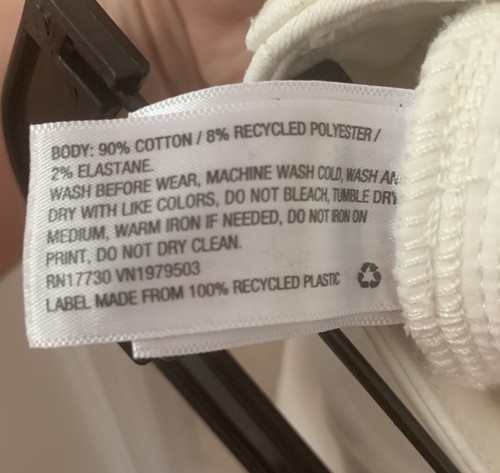 BODY: 90% COTTON / 8% RECYCLED POLYESTER /
2% ELASTANE.
WASH BEFORE WEAR, MACHINE WASH COLD, WASH AN
DRY WITH LIKE COLORS, DO NOT BLEACH, TUMBLE DRY
MEDIUM, WARM IRON IF NEEDED, DO NOT IRON ON
PRINT, DO NOT DRY CLEAN.
RN17730 VN1979503
LABEL MADE FROM 100% RECYCLED PLASTIC